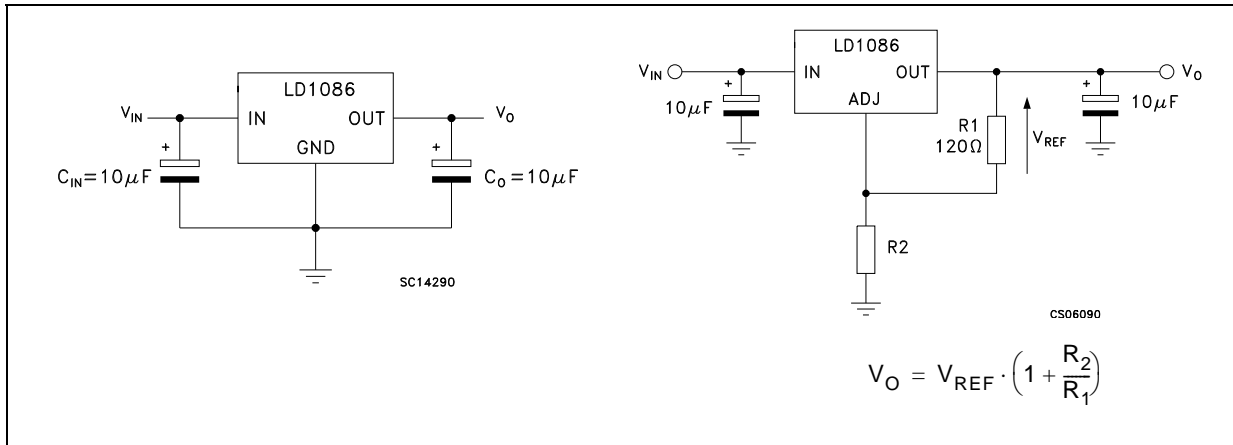 LD1086
V_IN
IN
OUT
V_O
GND
+
+
C_IN=10μF
C_O=10μF
SC14290
LD1086
V_IN
IN
OUT
V_O
ADJ
+
10μF
+
10μF
R1
120Ω
V_REF
R2
CS06090
V_O = V_REF · (1 + R_2/R_1)